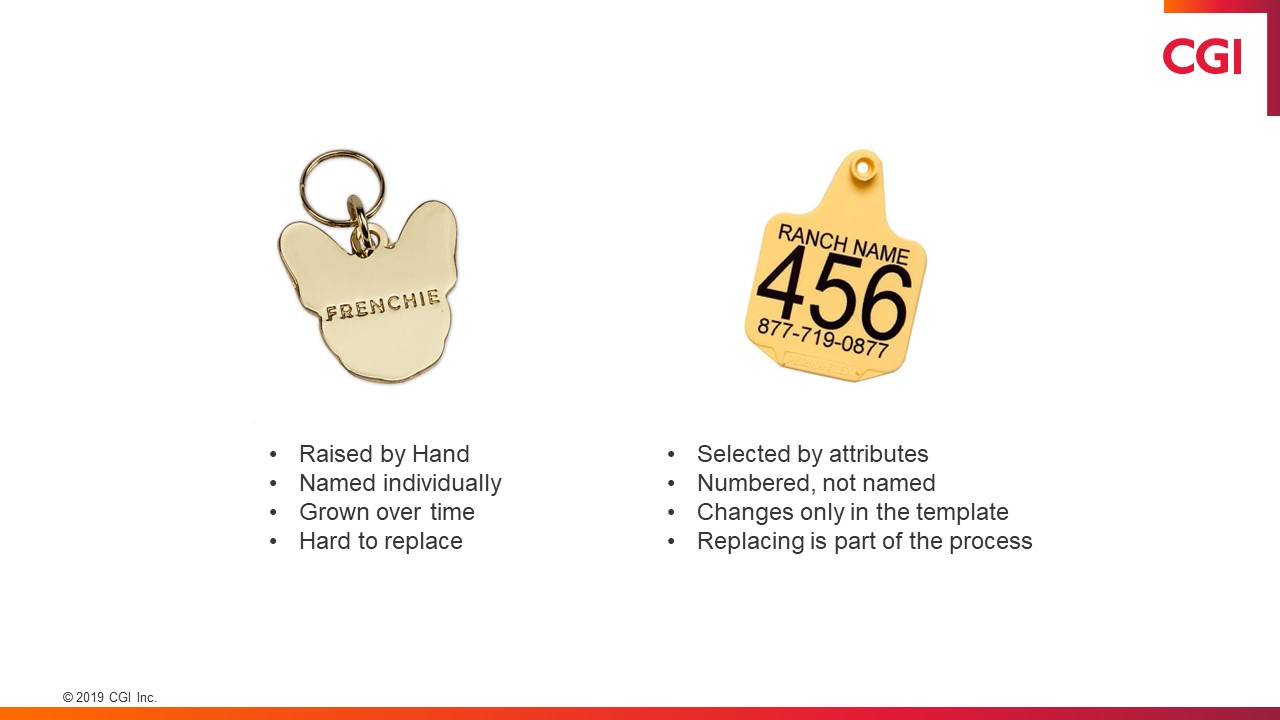 CGI
FRENCHIE
RANCH NAME
456
877-719-0877
• Raised by Hand
• Named individually
• Grown over time
• Hard to replace
• Selected by attributes
• Numbered, not named
• Changes only in the template
• Replacing is part of the process
© 2019 CGI Inc.